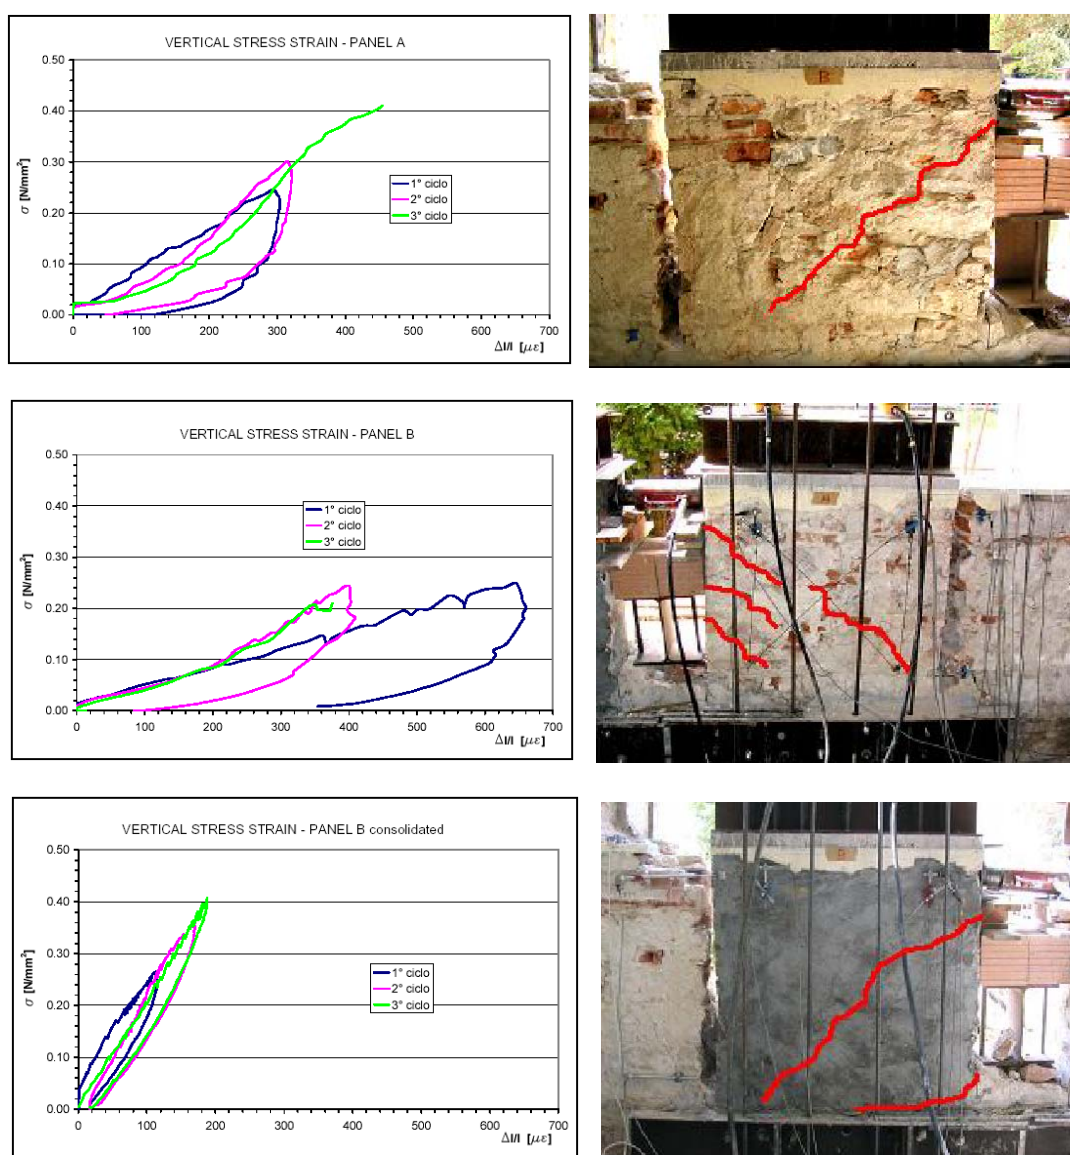 VERTICAL STRESS STRAIN - PANEL A
0.50
0.40
0.30
0.20
0.10
0.00
σ [N/mm²]
1° ciclo
2° ciclo
3° ciclo
0 100 200 300 400 500 600 700
Δl/l [με]
B
VERTICAL STRESS STRAIN - PANEL B
0.50
0.40
0.30
0.20
0.10
0.00
σ [N/mm²]
1° ciclo
2° ciclo
3° ciclo
0 100 200 300 400 500 600 700
Δl/l [με]
VERTICAL STRESS STRAIN - PANEL B consolidated
0.50
0.40
0.30
0.20
0.10
0.00
σ [N/mm²]
1° ciclo
2° ciclo
3° ciclo
0 100 200 300 400 500 600 700
Δl/l [με]